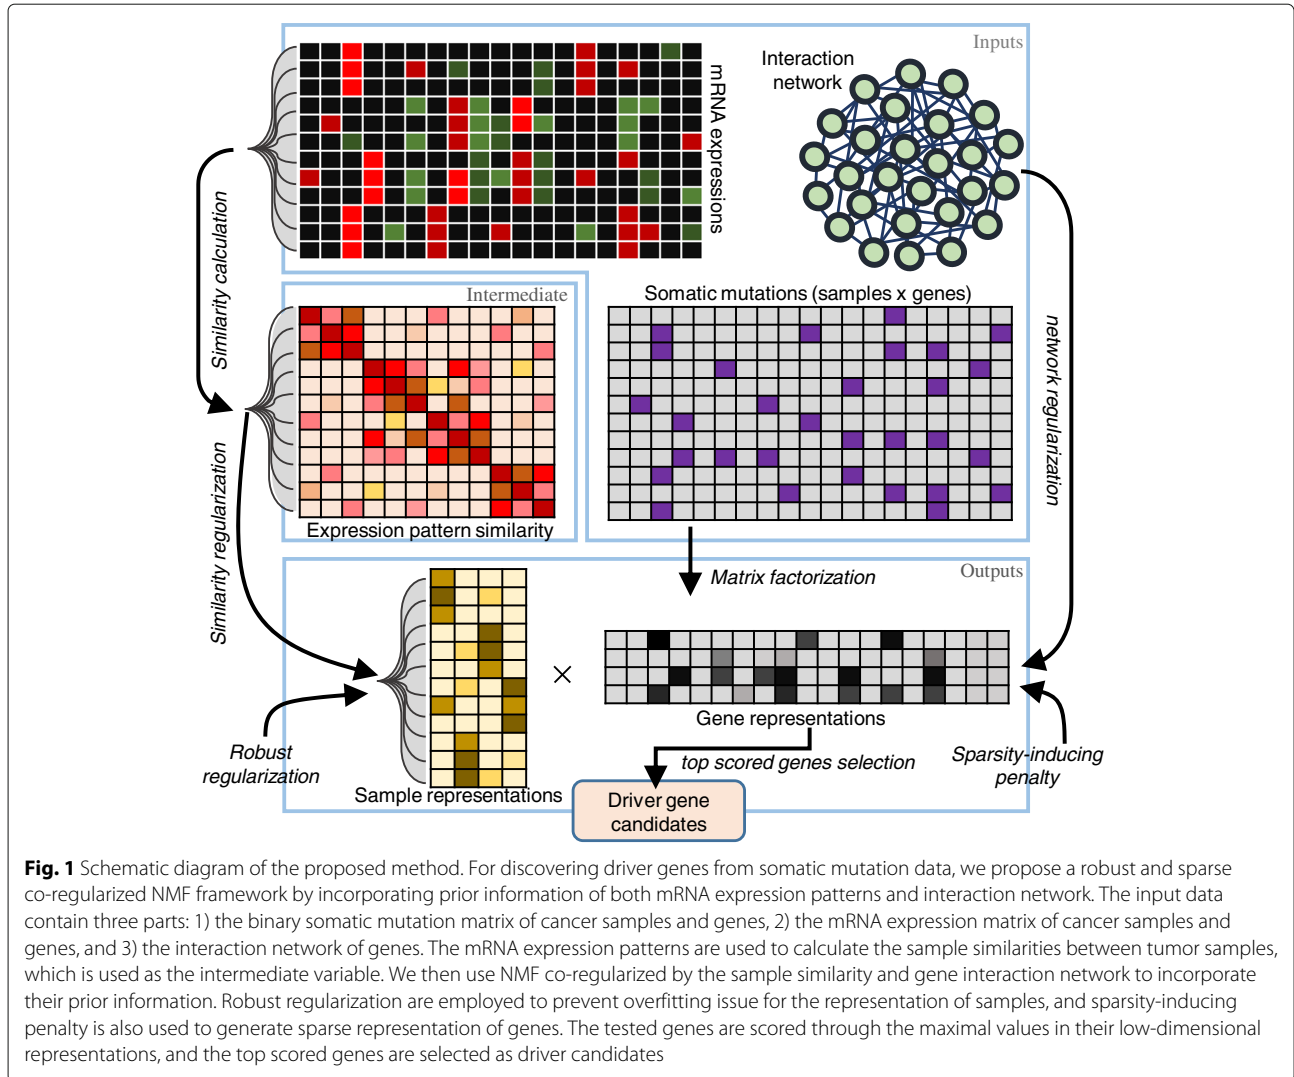 Inputs
Interaction
network
mRNA expressions
Similarity calculation
Intermediate
Somatic mutations (samples x genes)
network regularization
Expression pattern similarity
Similarity regularization
Matrix factorization
Outputs
×
Gene representations
Robust
regularization
top scored genes selection
Sparsity-inducing
penalty
Sample representations
Driver gene
candidates
Fig. 1 Schematic diagram of the proposed method. For discovering driver genes from somatic mutation data, we propose a robust and sparse
co-regularized NMF framework by incorporating prior information of both mRNA expression patterns and interaction network. The input data
contain three parts: 1) the binary somatic mutation matrix of cancer samples and genes, 2) the mRNA expression matrix of cancer samples and
genes, and 3) the interaction network of genes. The mRNA expression patterns are used to calculate the sample similarities between tumor samples,
which is used as the intermediate variable. We then use NMF co-regularized by the sample similarity and gene interaction network to incorporate
their prior information. Robust regularization are employed to prevent overfitting issue for the representation of samples, and sparsity-inducing
penalty is also used to generate sparse representation of genes. The tested genes are scored through the maximal values in their low-dimensional
representations, and the top scored genes are selected as driver candidates